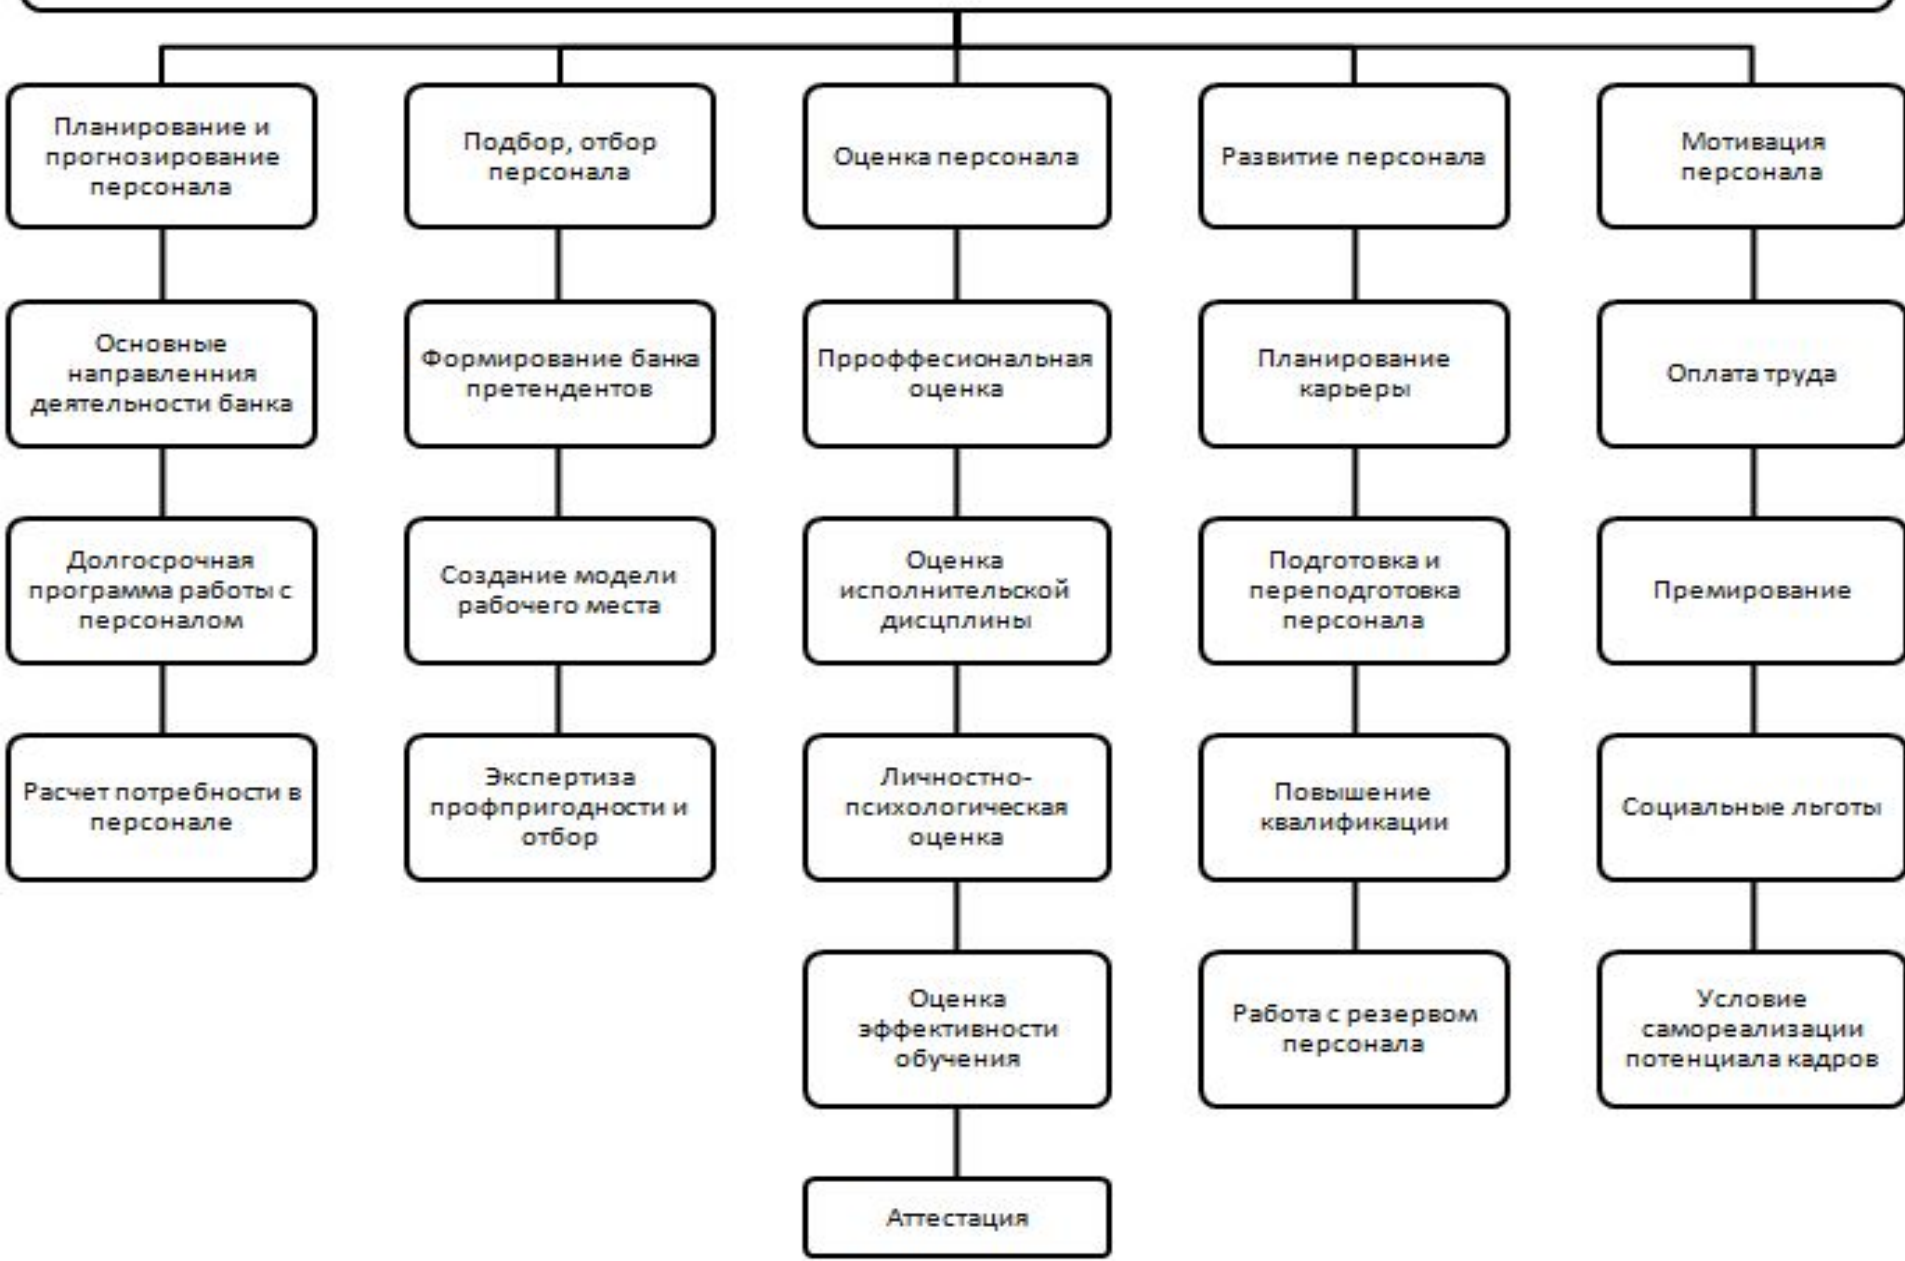 Планирование и
прогнозирование
персонала
Основные
направленния
деятельности банка
Долгосрочная
программа работы с
персоналом
Расчет потребности в
персонале
Подбор, отбор
персонала
Формирование банка
претендентов
Создание модели
рабочего места
Экспертиза
профпригодности и
отбор
Оценка персонала
Прроффесиональная
оценка
Оценка
исполнительской
дисцплины
Личностно-
психологическая
оценка
Оценка
эффективности
обучения
Аттестация
Развитие персонала
Планирование
карьеры
Подготовка и
переподготовка
персонала
Повышение
квалификации
Работа с резервом
персонала
Мотивация
персонала
Оплата труда
Премирование
Социальные льготы
Условие
самореализации
потенциала кадров